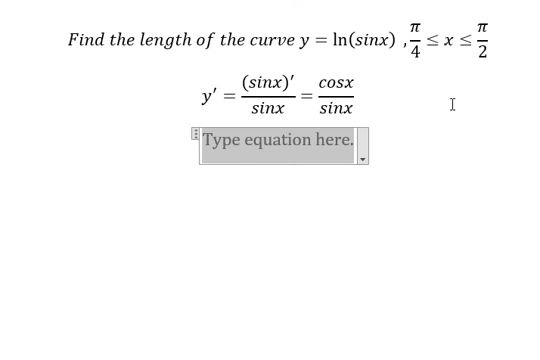 Find the length of the curve y = ln(sinx) , π/4 ≤ x ≤ π/2
y' = (sinx)'/sinx = cosx/sinx
Type equation here.